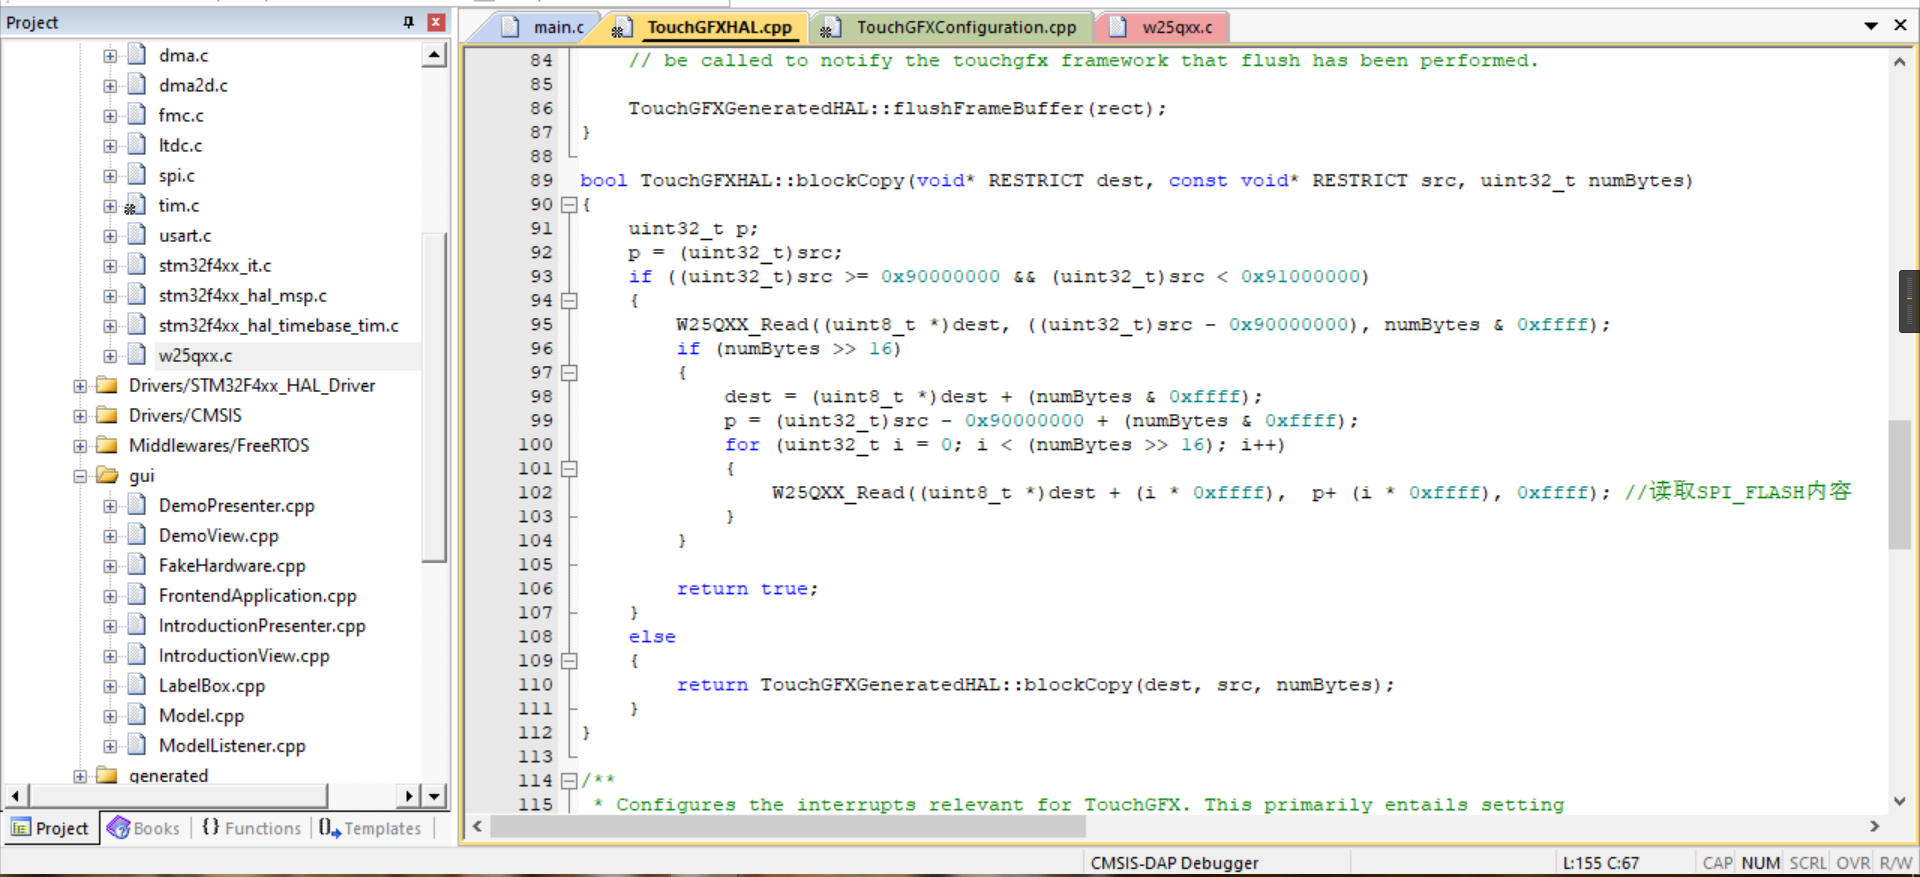 Project
dma.c
dma2d.c
fmc.c
ltdc.c
spi.c
tim.c
usart.c
stm32f4xx_it.c
stm32f4xx_hal_msp.c
stm32f4xx_hal_timebase_tim.c
w25qxx.c
Drivers/STM32F4xx_HAL_Driver
Drivers/CMSIS
Middlewares/FreeRTOS
gui
DemoPresenter.cpp
DemoView.cpp
FakeHardware.cpp
FrontendApplication.cpp
IntroductionPresenter.cpp
IntroductionView.cpp
LabelBox.cpp
Model.cpp
ModelListener.cpp
generated
Project Books {} Functions 0 Templates
main.c TouchGFXHAL.cpp TouchGFXConfiguration.cpp w25qxx.c
84 // be called to notify the touchgfx framework that flush has been performed.
85
86 TouchGFXGeneratedHAL::flushFrameBuffer(rect);
87 }
88
89 bool TouchGFXHAL::blockCopy(void* RESTRICT dest, const void* RESTRICT src, uint32_t numBytes)
90 {
91 uint32_t p;
92 p = (uint32_t)src;
93 if ((uint32_t)src >= 0x90000000 && (uint32_t)src < 0x91000000)
94 {
95 W25QXX_Read((uint8_t *)dest, ((uint32_t)src - 0x90000000), numBytes & 0xffff);
96 if (numBytes >> 16)
97 {
98 dest = (uint8_t *)dest + (numBytes & 0xffff);
99 p = (uint32_t)src - 0x90000000 + (numBytes & 0xffff);
100 for (uint32_t i = 0; i < (numBytes >> 16); i++)
101 {
102 W25QXX_Read((uint8_t *)dest + (i * 0xffff), p+ (i * 0xffff), 0xffff); //读取SPI_FLASH内容
103 }
104 }
105
106 return true;
107 }
108 else
109 {
110 return TouchGFXGeneratedHAL::blockCopy(dest, src, numBytes);
111 }
112 }
113
114 /**
115 * Configures the interrupts relevant for TouchGFX. This primarily entails setting
CMSIS-DAP Debugger L:155 C:67 CAP NUM SCRL OVR R/W